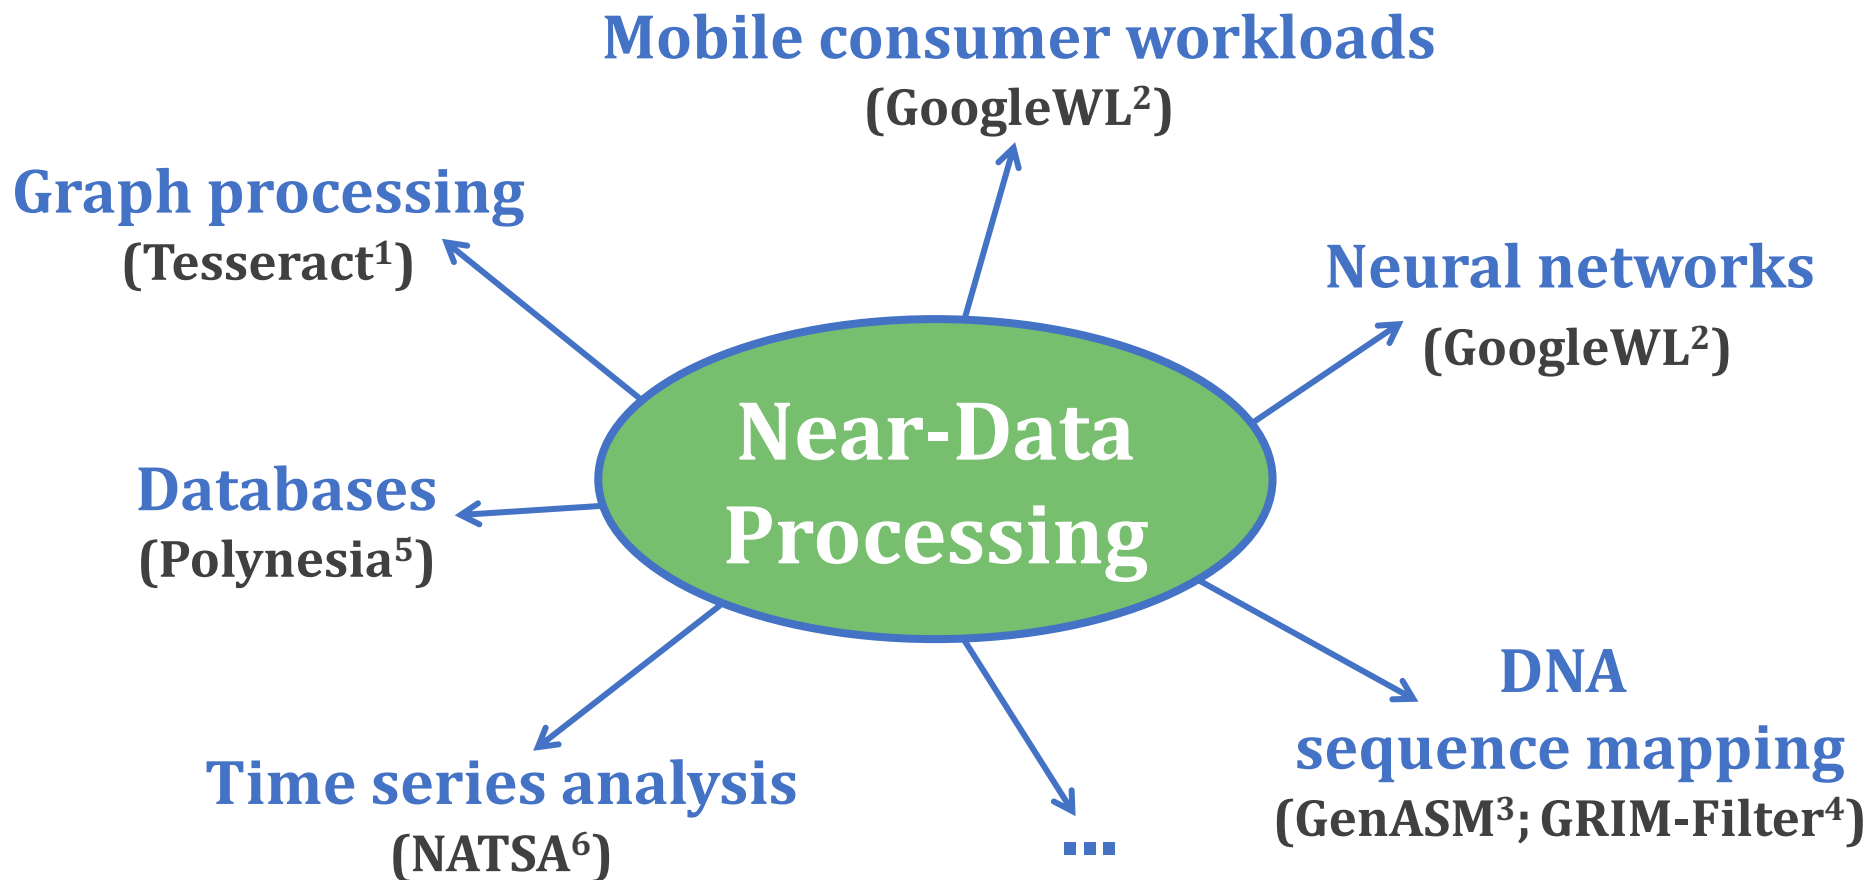 Mobile consumer workloads
(GoogleWL²)
Graph processing
(Tesseract¹)
Neural networks
(GoogleWL²)
Near-Data
Processing
Databases
(Polynesia⁵)
DNA
sequence mapping
(GenASM³; GRIM-Filter⁴)
Time series analysis
(NATSA⁶)
...